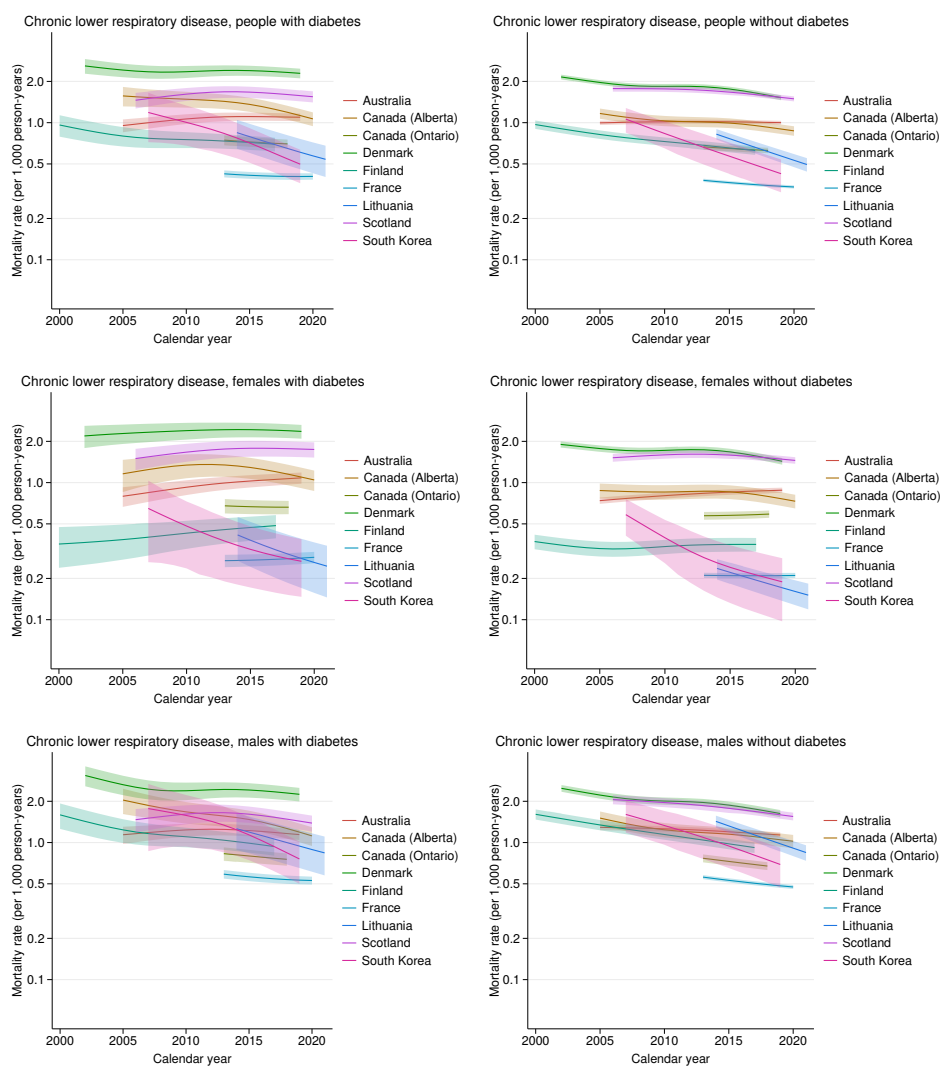 Chronic lower respiratory disease, people with diabetes
Mortality rate (per 1,000 person-years)
2.0
1.0
0.5
0.2
0.1
2000 2005 2010 2015 2020
Calendar year
Australia
Canada (Alberta)
Canada (Ontario)
Denmark
Finland
France
Lithuania
Scotland
South Korea
Chronic lower respiratory disease, people without diabetes
Mortality rate (per 1,000 person-years)
2.0
1.0
0.5
0.2
0.1
2000 2005 2010 2015 2020
Calendar year
Australia
Canada (Alberta)
Canada (Ontario)
Denmark
Finland
France
Lithuania
Scotland
South Korea
Chronic lower respiratory disease, females with diabetes
Mortality rate (per 1,000 person-years)
2.0
1.0
0.5
0.2
0.1
2000 2005 2010 2015 2020
Calendar year
Australia
Canada (Alberta)
Canada (Ontario)
Denmark
Finland
France
Lithuania
Scotland
South Korea
Chronic lower respiratory disease, females without diabetes
Mortality rate (per 1,000 person-years)
2.0
1.0
0.5
0.2
0.1
2000 2005 2010 2015 2020
Calendar year
Australia
Canada (Alberta)
Canada (Ontario)
Denmark
Finland
France
Lithuania
Scotland
South Korea
Chronic lower respiratory disease, males with diabetes
Mortality rate (per 1,000 person-years)
2.0
1.0
0.5
0.2
0.1
2000 2005 2010 2015 2020
Calendar year
Australia
Canada (Alberta)
Canada (Ontario)
Denmark
Finland
France
Lithuania
Scotland
South Korea
Chronic lower respiratory disease, males without diabetes
Mortality rate (per 1,000 person-years)
2.0
1.0
0.5
0.2
0.1
2000 2005 2010 2015 2020
Calendar year
Australia
Canada (Alberta)
Canada (Ontario)
Denmark
Finland
France
Lithuania
Scotland
South Korea